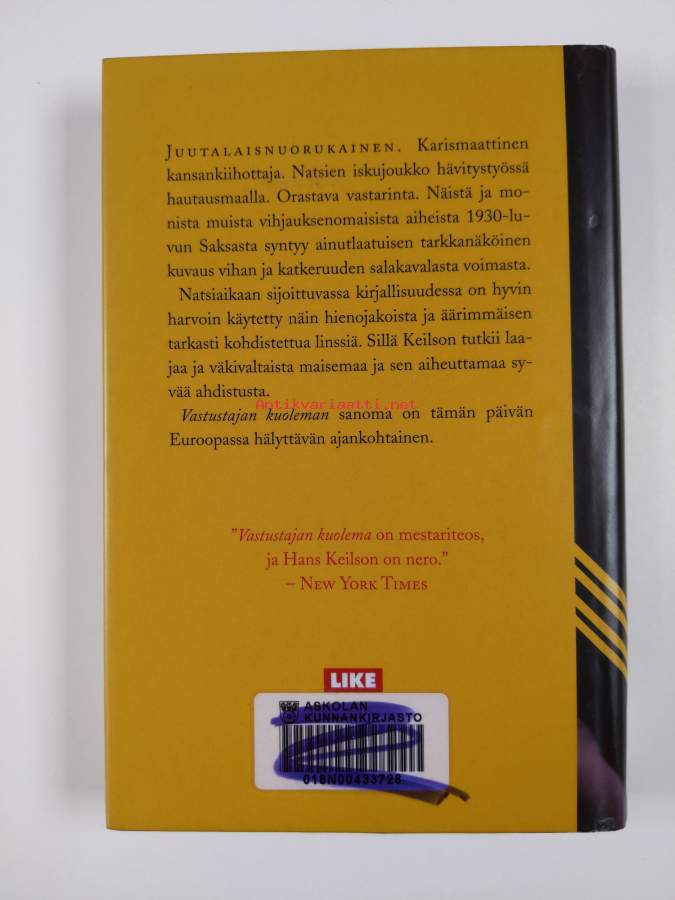 JUUTALAISNUORUKAINEN. Karismaattinen
kansankiihottaja. Natsien iskujoukko hävitystyössä
hautausmaalla. Orastava vastarinta. Näistä ja mo-
nista muista vihjauksenomaisista aiheista 1930-lu-
vun Saksasta syntyy ainutlaatuisen tarkkanäköinen
kuvaus vihan ja katkeruuden salakavalasta voimasta.
Natsiaikaan sijoittuvassa kirjallisuudessa on hyvin
harvoin käytetty näin hienojakoista ja äärimmäisen
tarkasti kohdistettua linssiä. Sillä Keilson tutkii laa-
jaa ja väkivaltaista maisemaa ja sen aiheuttamaa sy-
vää ahdistusta.
Antikvariaatti.net
Vastustajan kuoleman sanoma on tämän päivän
Euroopassa hälyttävän ajankohtainen.
"Vastustajan kuolema on mestariteos,
ja Hans Keilson on nero."
– NEW YORK TIMES
LIKE
ASKOLAN
KUNNANKIRJASTO
018N00433728